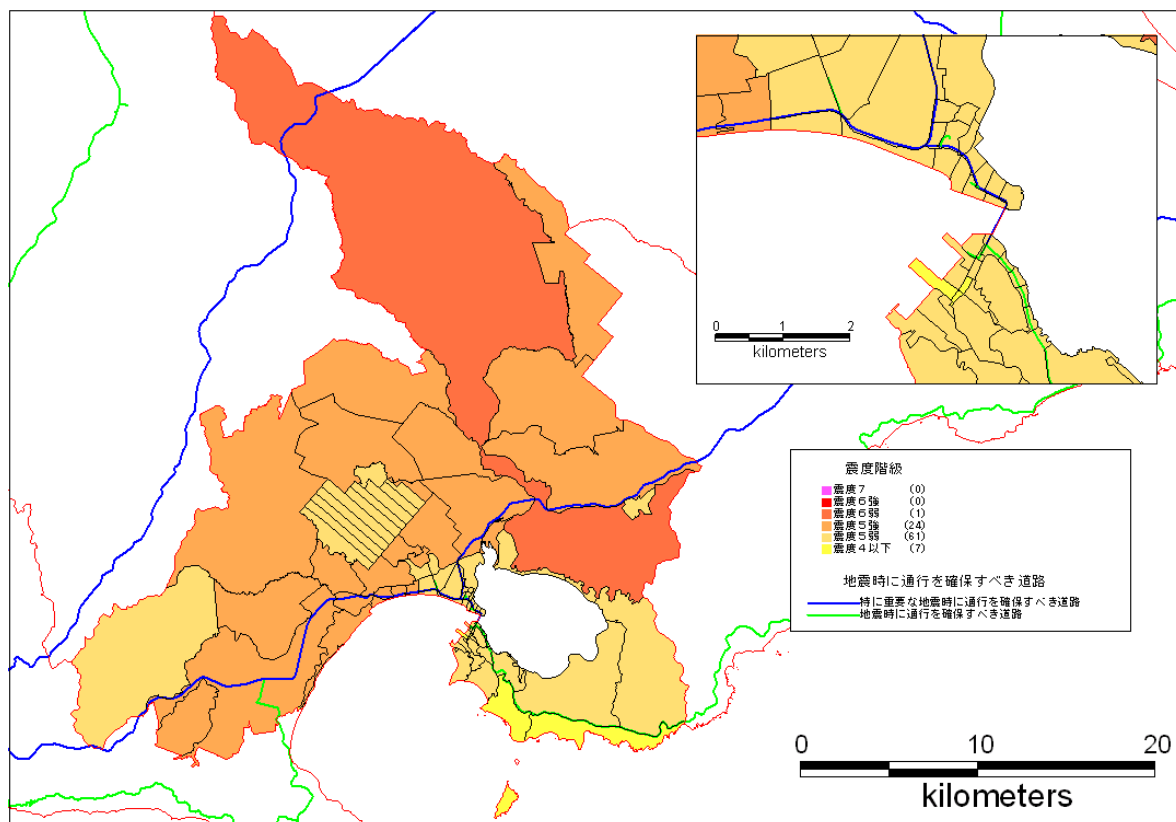 0 1 2
kilometers
震度階級
震度7 (0)
震度6強 (0)
震度6弱 (1)
震度5強 (24)
震度5弱 (61)
震度4以下 (7)
地震時に通行を確保すべき道路
特に重要な地震時に通行を確保すべき道路
地震時に通行を確保すべき道路
0 10 20
kilometers